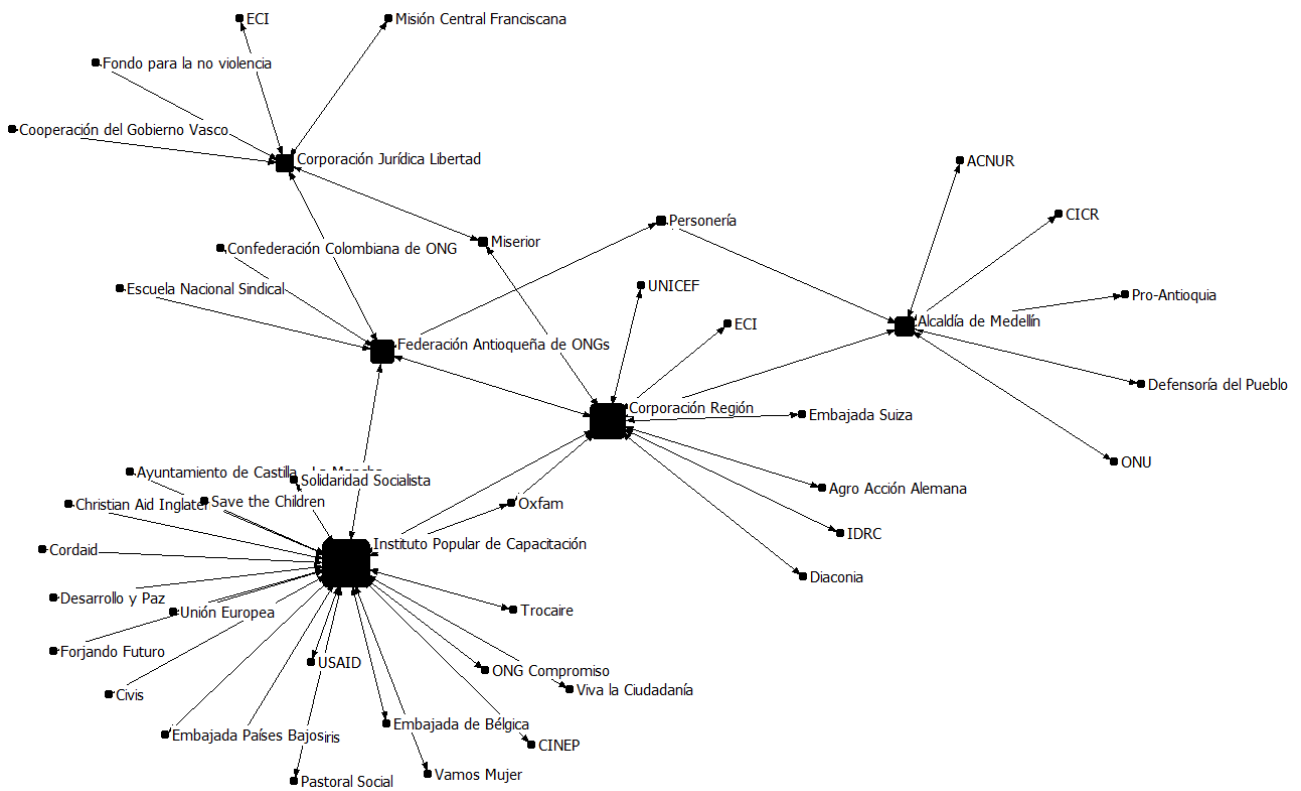 ECI
Misión Central Franciscana
Fondo para la no violencia
Cooperación del Gobierno Vasco
Corporación Jurídica Libertad
ACNUR
CICR
Personería
Miserior
Confederación Colombiana de ONG
Escuela Nacional Sindical
UNICEF
Pro-Antioquia
ECI
Alcaldía de Medellín
Federación Antioqueña de ONGs
Defensoría del Pueblo
Corporación Región
Embajada Suiza
ONU
Ayuntamiento de Castilla - La Mancha
Solidaridad Socialista
Agro Acción Alemana
Christian Aid Inglater
Save the Children
Oxfam
IDRC
Instituto Popular de Capacitación
Cordaid
Diaconia
Desarrollo y Paz
Unión Europea
Trocaire
Forjando Futuro
USAID
ONG Compromiso
Civis
Viva la Ciudadanía
Embajada de Bélgica
Embajada Países Bajos
CINEP
Pastoral Social
Vamos Mujer